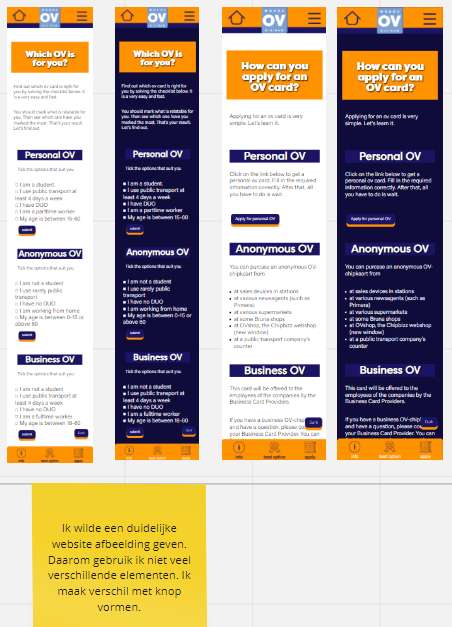 WORRY
OV
Which OV is
for you?
Find out which ov card is right for
you by solving the checklist below. It
is a very easy and fast.
You should mark what is relatable for
you. Then see which one have you
marked the most. That's your result.
Let's find out.
Personal OV
Tick the options that suit you
I am a student.
I use public transport at
least 4 days a week
I have DUO
I am a parttime worker
My age is between 15-60
submit
Anonymous OV
Tick the options that suit you
I am not a student
I use rarely public
transport
I have no DUO
I am working from home
My age is between 0-15 or
above 60
submit
Business OV
Tick the options that suit you
I am not a student
I use public transport at
least 4 days a week
I have no DUO
I am a fulltime worker
My age is between 18-60
submit
Dark
info
best option
apply
OV
Which OV is
for you?
Find out which ov card is right for
you by solving the checklist below. It
is a very easy and fast.
You should mark what is relatable for
you. Then see which one have you
marked the most. That's your result.
Let's find out.
Personal OV
Tick the options that suit you
I am a student.
I use public transport at
least 4 days a week
I have DUO
I am a parttime worker
My age is between 15-60
submit
Anonymous OV
Tick the options that suit you
I am not a student
I use rarely public
transport
I have no DUO
I am working from home
My age is between 0-15 or
above 60
submit
Business OV
Tick the options that suit you
I am not a student
I use public transport at
least 4 days a week
I have no DUO
I am a fulltime worker
My age is between 18-60
submit
Dark
info
best option
apply
OV
How can you
apply for an
OV card?
Applying for an ov card is very
simple. Let's learn it.
Personal OV
Click on the link below to get a
personal ov card. Fill in the required
information correctly. After that, all
you have to do is wait.
Apply for personal OV
Anonymous OV
You can purcase an anonymous OV-
chipkaart from
at sales devices in stations
at various newsagents (such as
Primera)
at various supermarkets
at some Bruna shops
at OVshop, the Chipbizz webshop
(new window)
at a public transport company's
counter
Business OV
This card will be offered to the
employees of the companies by the
Business Card Providers.
If you have a business OV-chip
and have a question, please co
your Business Card Provider. You can
Dark
info
best option
apply
OV
How can you
apply for an
OV card?
Applying for an ov card is very
simple. Let's learn it.
Personal OV
Click on the link below to get a
personal ov card. Fill in the required
information correctly. After that, all
you have to do is wait.
Apply for personal OV
Anonymous OV
You can purcase an anonymous OV-
chipkaart from
at sales devices in stations
at various newsagents (such as
Primera)
at various supermarkets
at some Bruna shops
at OVshop, the Chipbizz webshop
(new window)
at a public transport company's
counter
Business OV
This card will be offered to the
employees of the companies by the
Business Card Providers.
If you have a business OV-chip
and have a question, please co
your Business Card Provider. You can
Dark
info
best option
apply
Ik wilde een duidelijke
website afbeelding geven.
Daarom gebruik ik niet veel
verschillende elementen. Ik
maak verschil met knop
vormen.